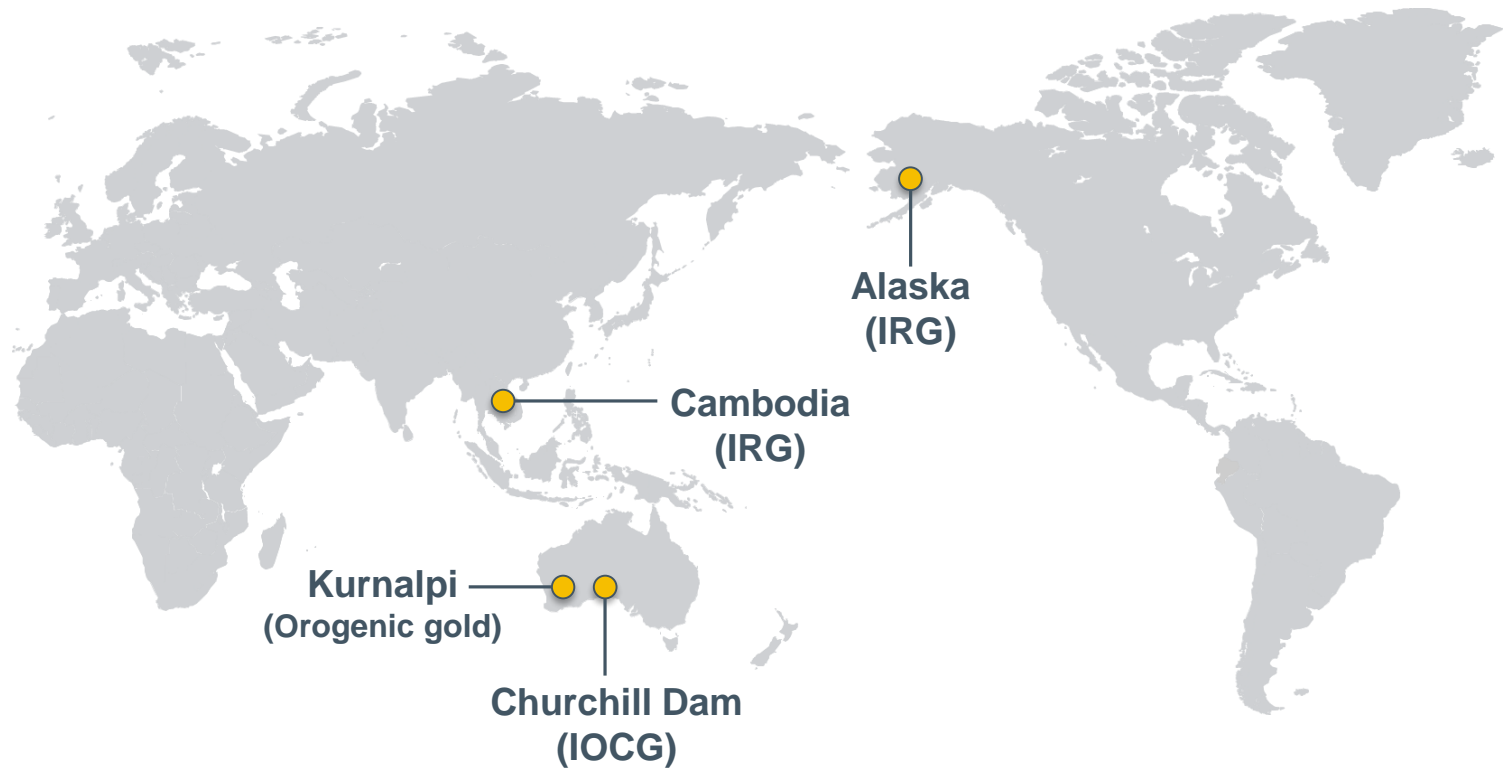 Alaska
(IRG)
Cambodia
(IRG)
Kurnalpi
(Orogenic gold)
Churchill Dam
(IOCG)